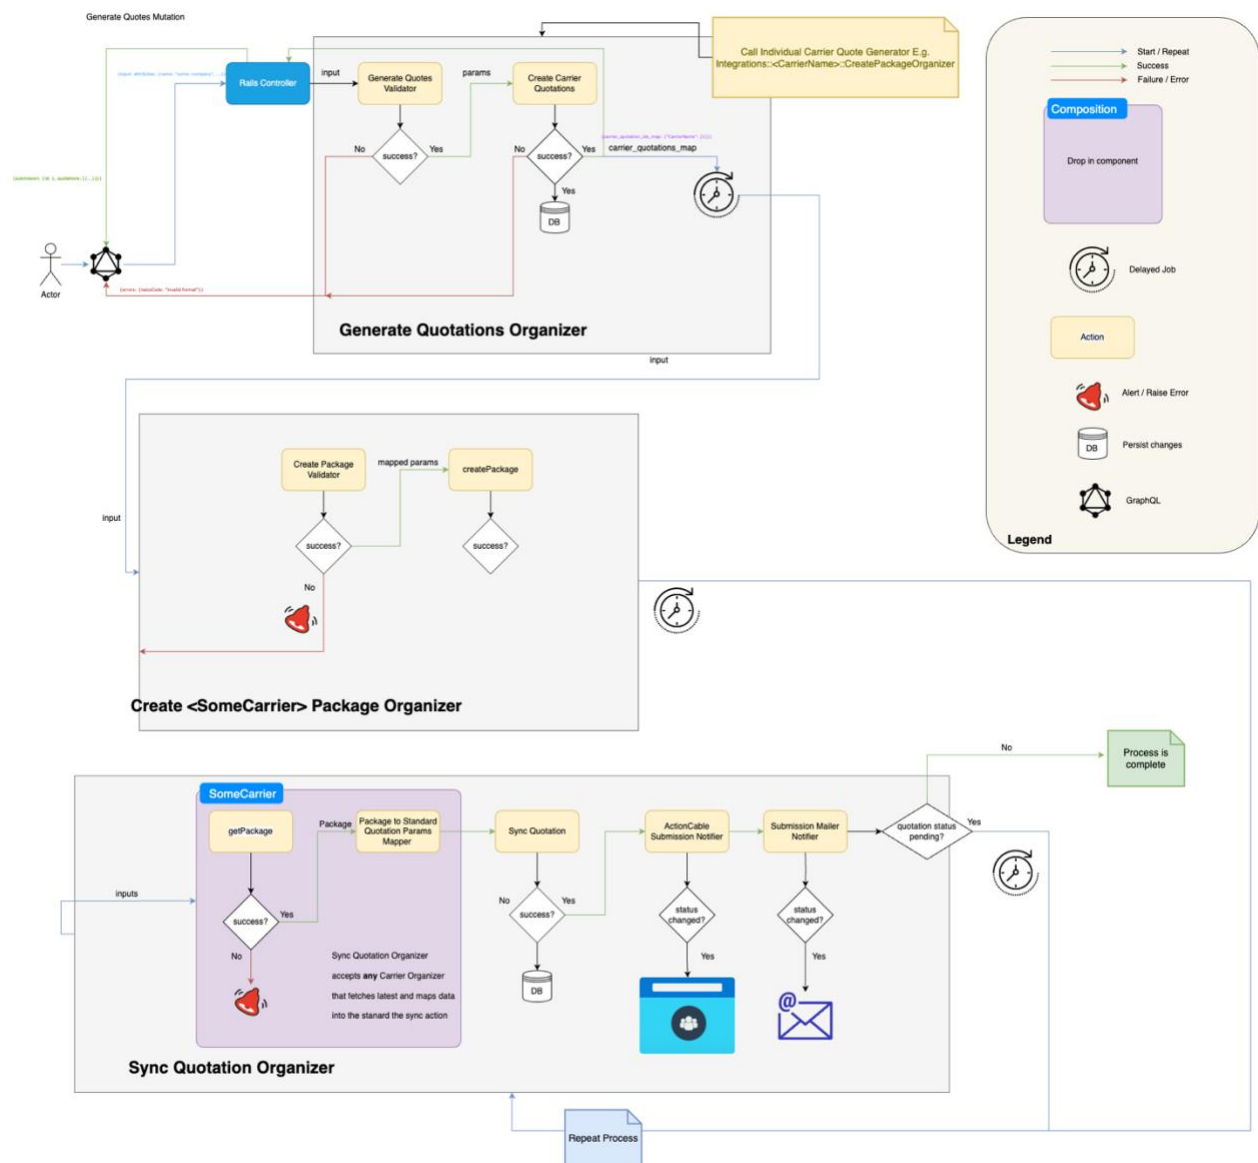 Generate Quotes Mutation
Call Individual Carrier Quote Generator E.g.
Integrations::<CarrierName>::CreatePackageOrganizer
Start / Repeat
Success
Failure / Error
Rails Controller
input
Generate Quotes
Validator
params
Create Carrier
Quotations
Composition
Drop in component
No
success?
Yes
No
success?
Yes
carrier_quotations_map
Yes
DB
Actor
Delayed Job
{errors: {naicsCode: "Invalid format"}}
Generate Quotations Organizer
input
Action
Alert / Raise Error
DB
Persist changes
GraphQL
Legend
Create Package
Validator
mapped params
createPackage
input
success?
success?
No
Create <SomeCarrier> Package Organizer
No
Process is
complete
SomeCarrier
getPackage
Package
Package to Standard
Quotation Params
Mapper
Sync Quotation
ActionCable
Submission Notifier
Submission Mailer
Notifier
quotation status
pending?
Yes
inputs
success?
Yes
No
success?
Yes
status
changed?
status
changed?
No
Yes
Yes
DB
@
Sync Quotation Organizer
accepts any Carrier Organizer
that fetches latest and maps data
into the stanard the sync action
Sync Quotation Organizer
Repeat Process